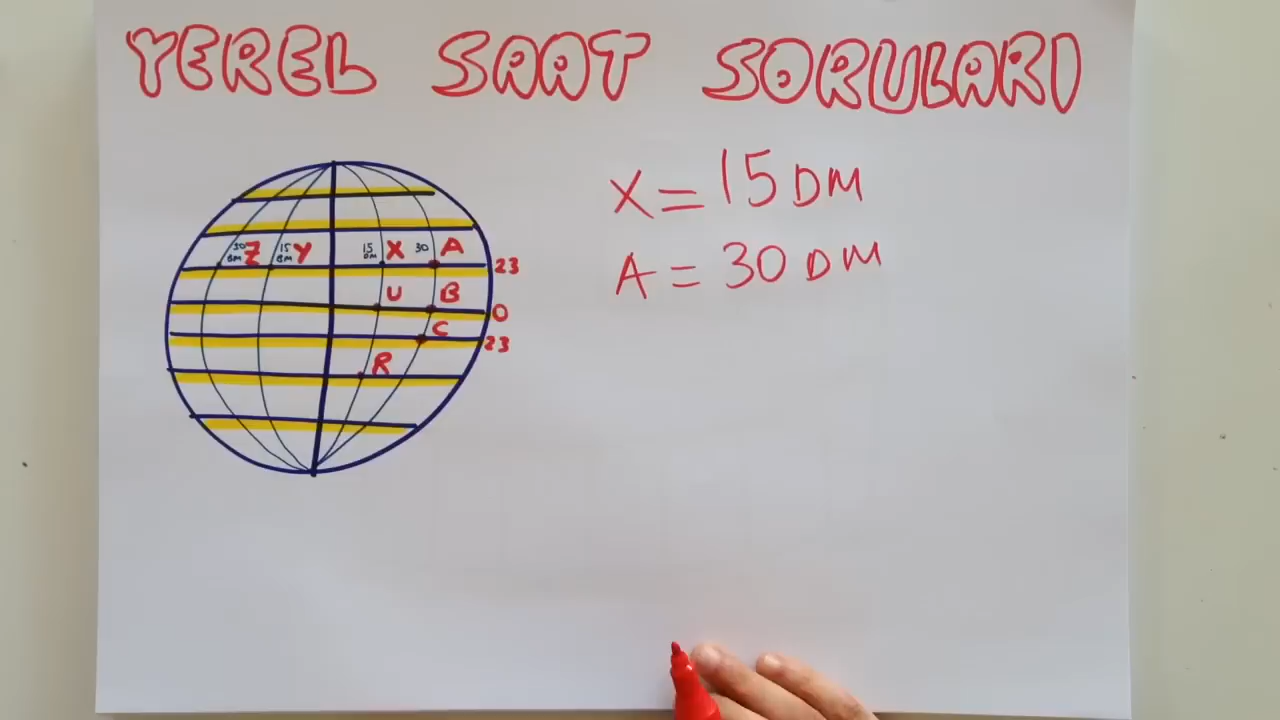 YEREL SAAT SORULARI
X = 15 DM
A = 30 DM
30 BM Z 15 BM Y 15 DM X 30 A
23
U B
0
C
23
R